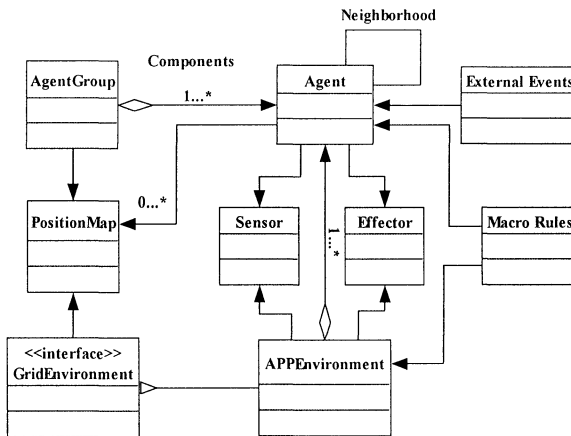 Neighborhood
Components
AgentGroup
1...*
Agent
External Events
PositionMap
0...*
Sensor
1...*
Effector
Macro Rules
<<interface>>
GridEnvironment
APPEnvironment